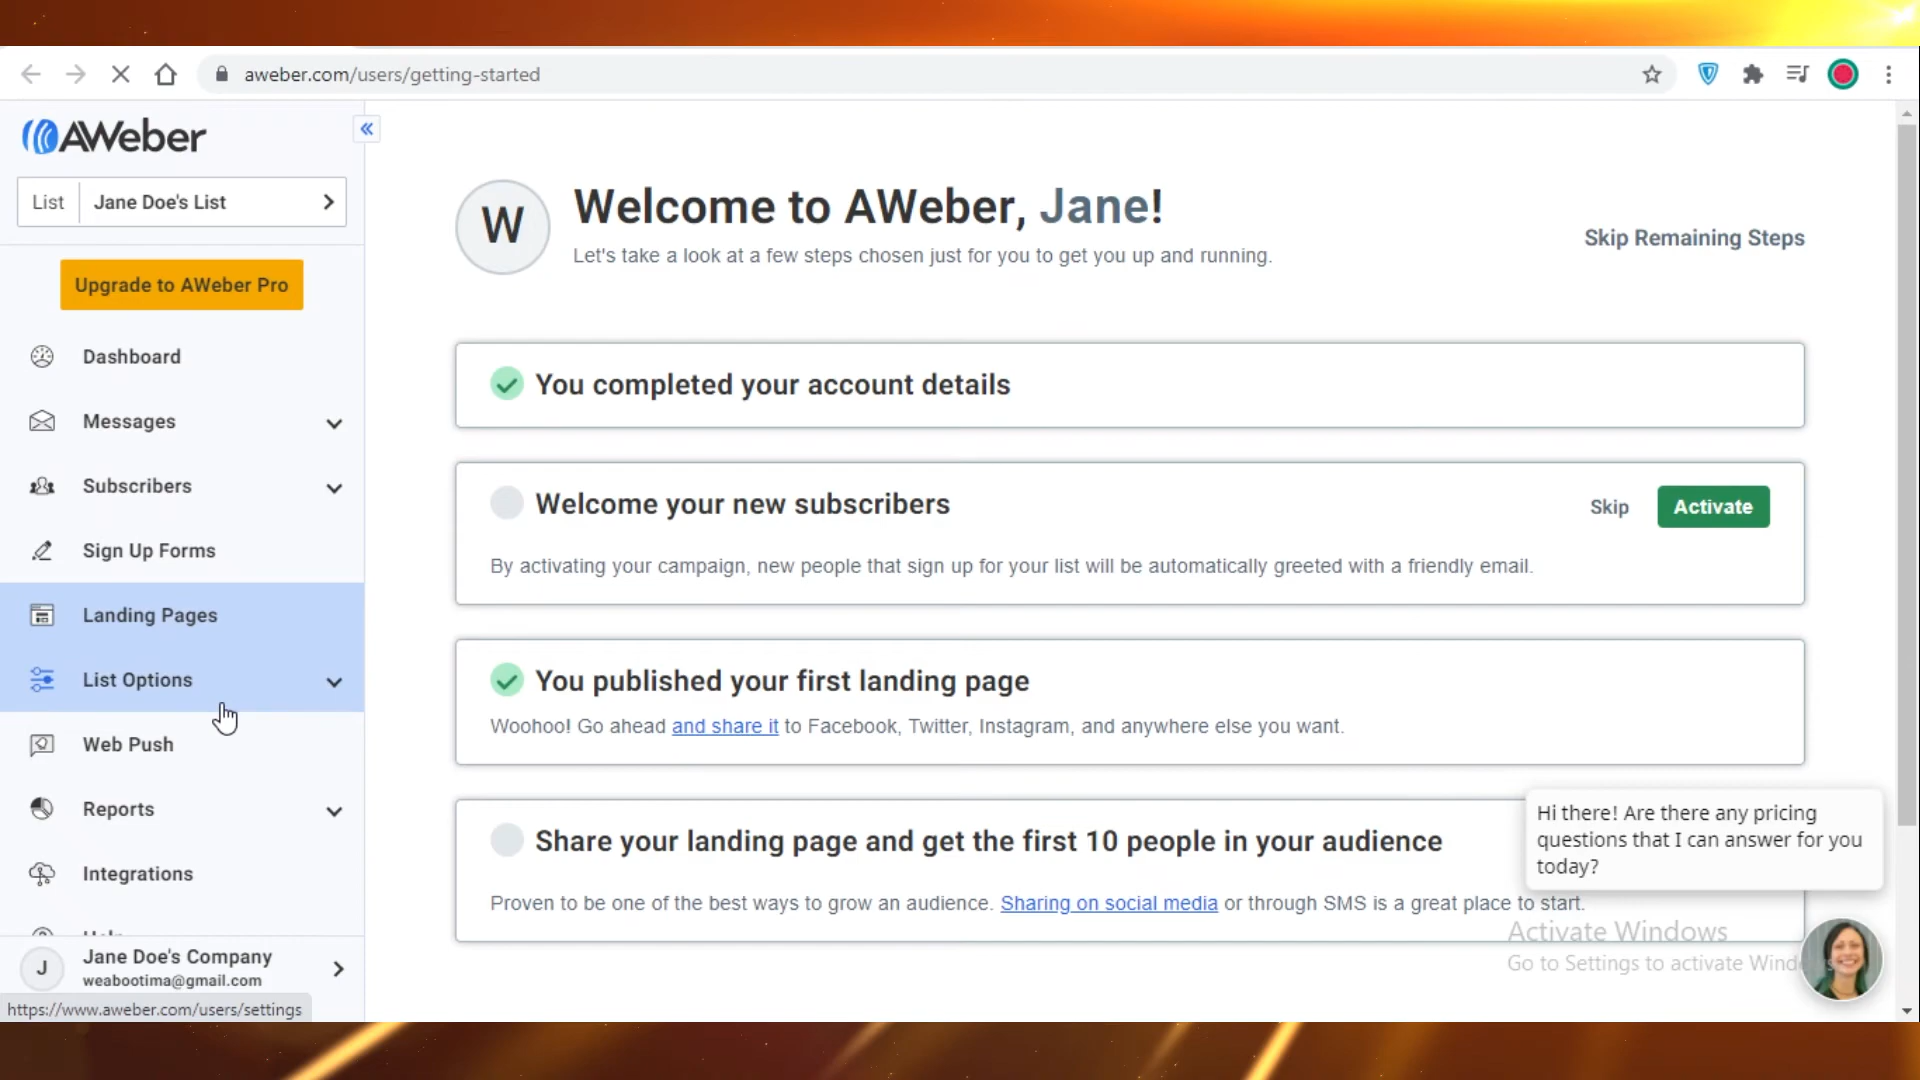 aweber.com/users/getting-started
AWeber
List Jane Doe's List
Upgrade to AWeber Pro
Dashboard
Messages
Subscribers
Sign Up Forms
Landing Pages
List Options
Web Push
Reports
Integrations
Help
J
Jane Doe's Company
weabootima@gmail.com
https://www.aweber.com/users/settings
W
Welcome to AWeber, Jane!
Let's take a look at a few steps chosen just for you to get you up and running.
Skip Remaining Steps
You completed your account details
Welcome your new subscribers
Skip
Activate
By activating your campaign, new people that sign up for your list will be automatically greeted with a friendly email.
You published your first landing page
Woohoo! Go ahead and share it to Facebook, Twitter, Instagram, and anywhere else you want.
Share your landing page and get the first 10 people in your audience
Proven to be one of the best ways to grow an audience. Sharing on social media or through SMS is a great place to start.
Hi there! Are there any pricing
questions that I can answer for you
today?
Activate Windows
Go to Settings to activate Windows